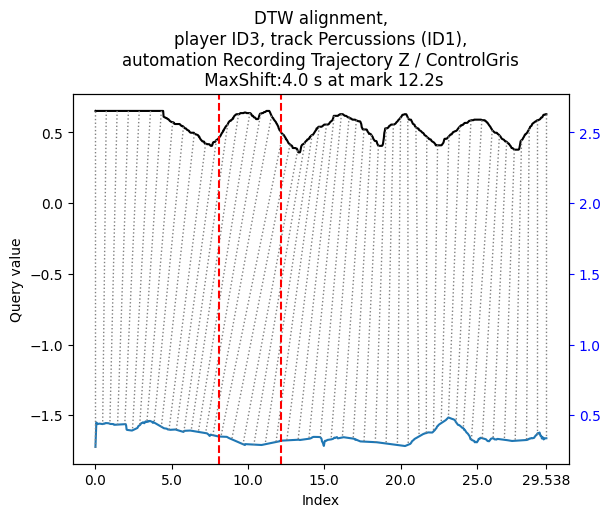 DTW alignment,
player ID3, track Percussions (ID1),
automation Recording Trajectory Z / ControlGris
MaxShift:4.0 s at mark 12.2s
0.5
0.0
−0.5
−1.0
−1.5
Query value
2.5
2.0
1.5
1.0
0.5
0.0
5.0
10.0
15.0
20.0
25.0
29.538
Index